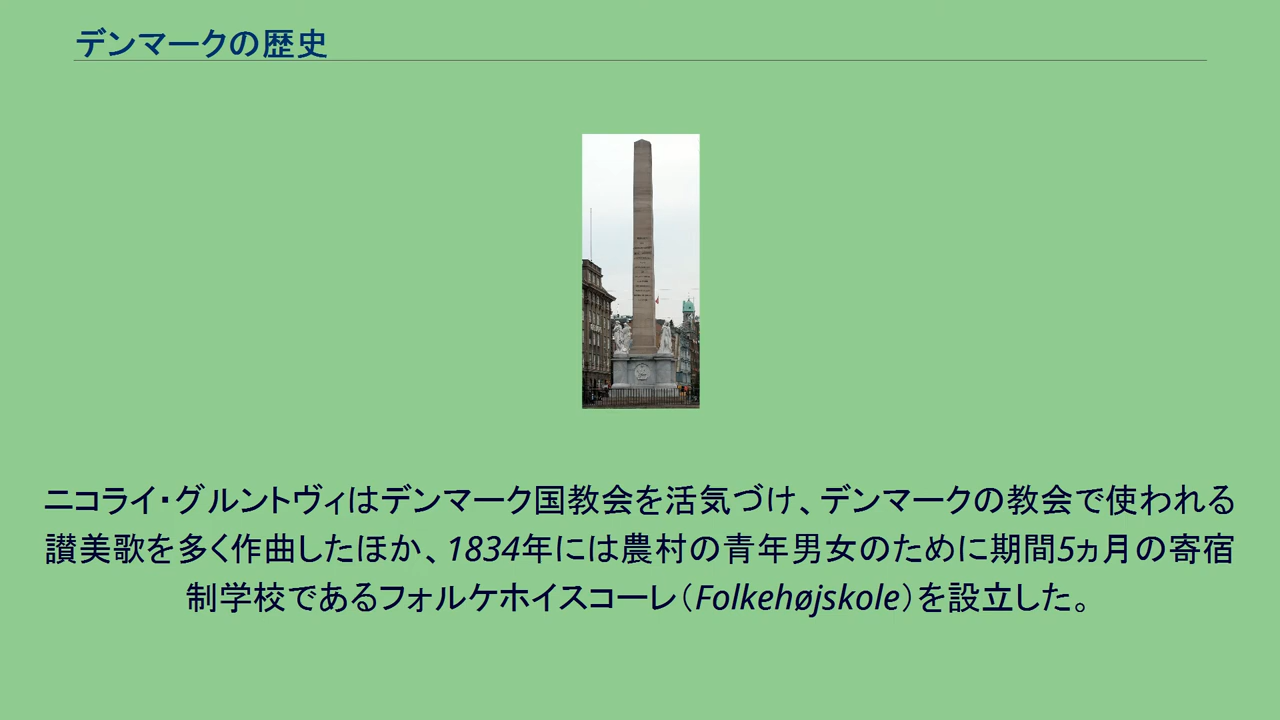 デンマークの歴史
ニコライ・グルントヴィはデンマーク国教会を活気づけ、デンマークの教会で使われる
讃美歌を多く作曲したほか、1834年には農村の青年男女のために期間5ヵ月の寄宿
制学校であるフォルケホイスコーレ（Folkehøjskole）を設立した。